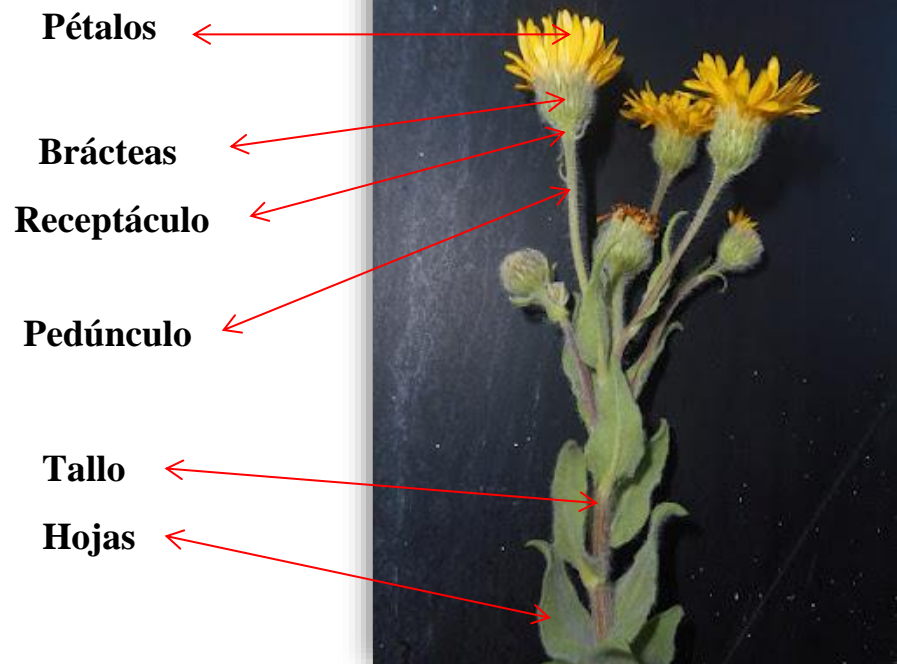 Pétalos
Brácteas
Receptáculo
Pedúnculo
Tallo
Hojas